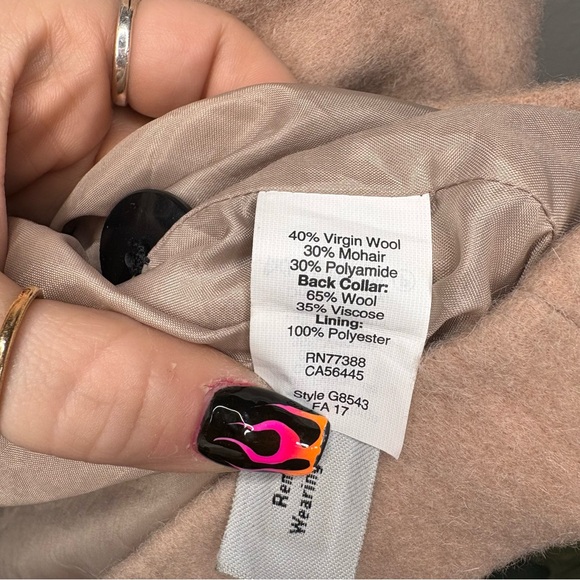 40% Virgin Wool
30% Mohair
30% Polyamide
Back Collar:
65% Wool
35% Viscose
Lining:
100% Polyester
RN77388
CA56445
Style G8543
FA 17
Wearing